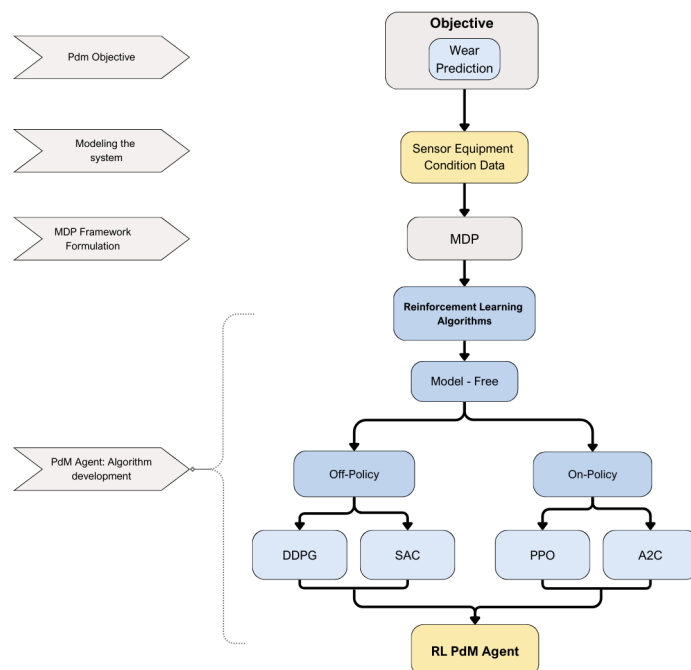 Objective
Wear
Prediction
Pdm Objective
Modeling the
system
Sensor Equipment
Condition Data
MDP Framework
Formulation
MDP
Reinforcement Learning
Algorithms
Model - Free
PdM Agent: Algorithm
development
Off-Policy
On-Policy
DDPG
SAC
PPO
A2C
RL PdM Agent